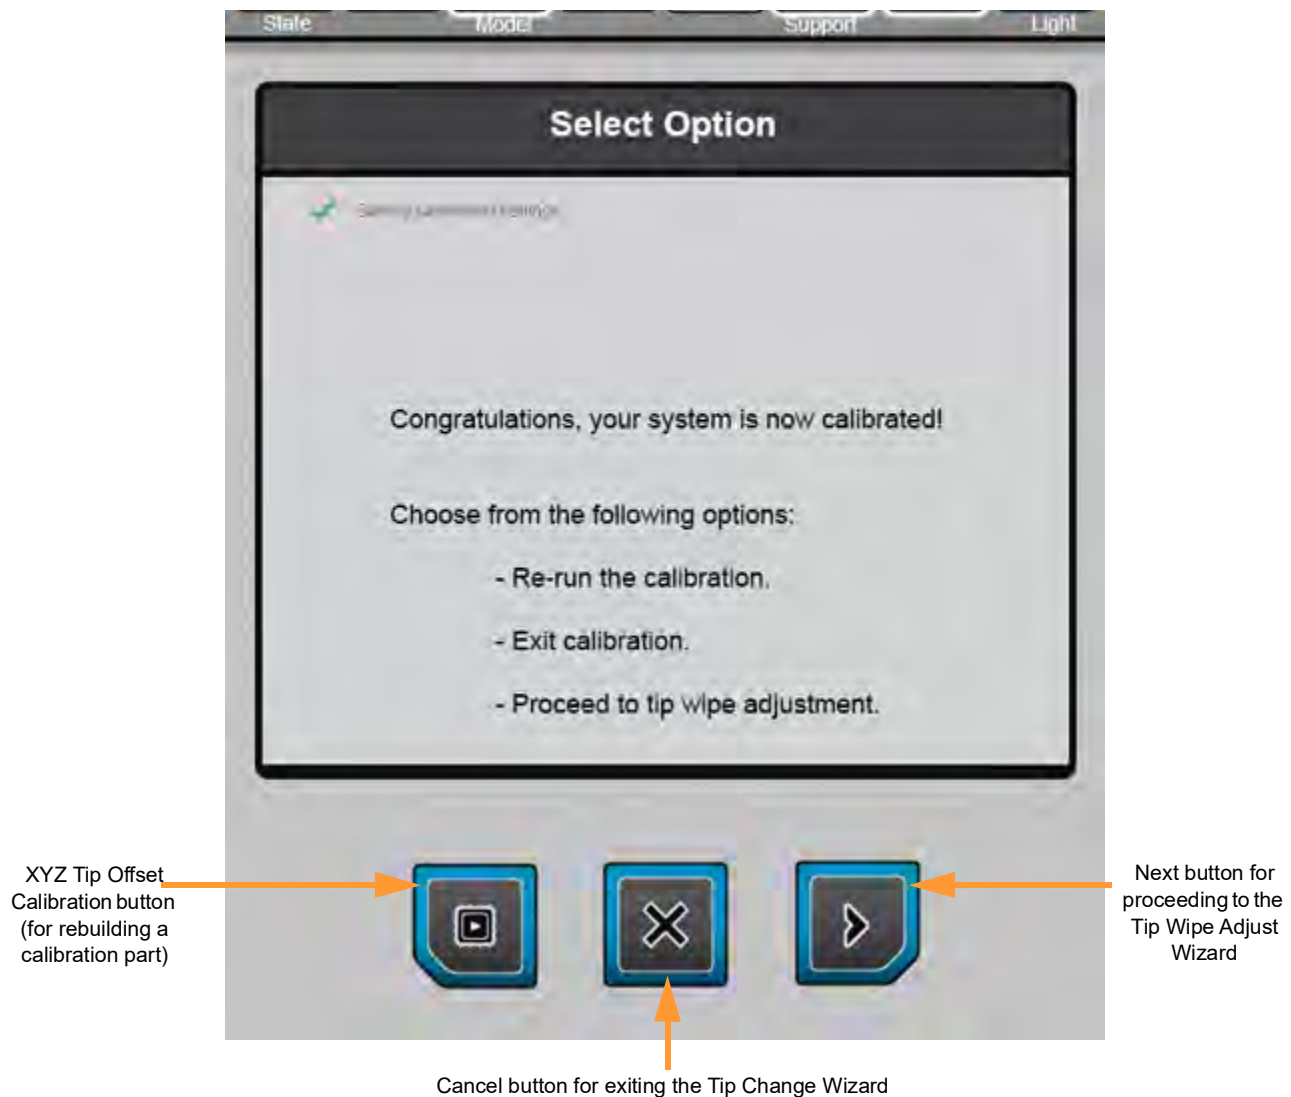 State Model Support Light
Select Option
Congratulations, your system is now calibrated!
Choose from the following options:
- Re-run the calibration.
- Exit calibration.
- Proceed to tip wipe adjustment.
XYZ Tip Offset
Calibration button
(for rebuilding a
calibration part)
Next button for
proceeding to the
Tip Wipe Adjust
Wizard
Cancel button for exiting the Tip Change Wizard